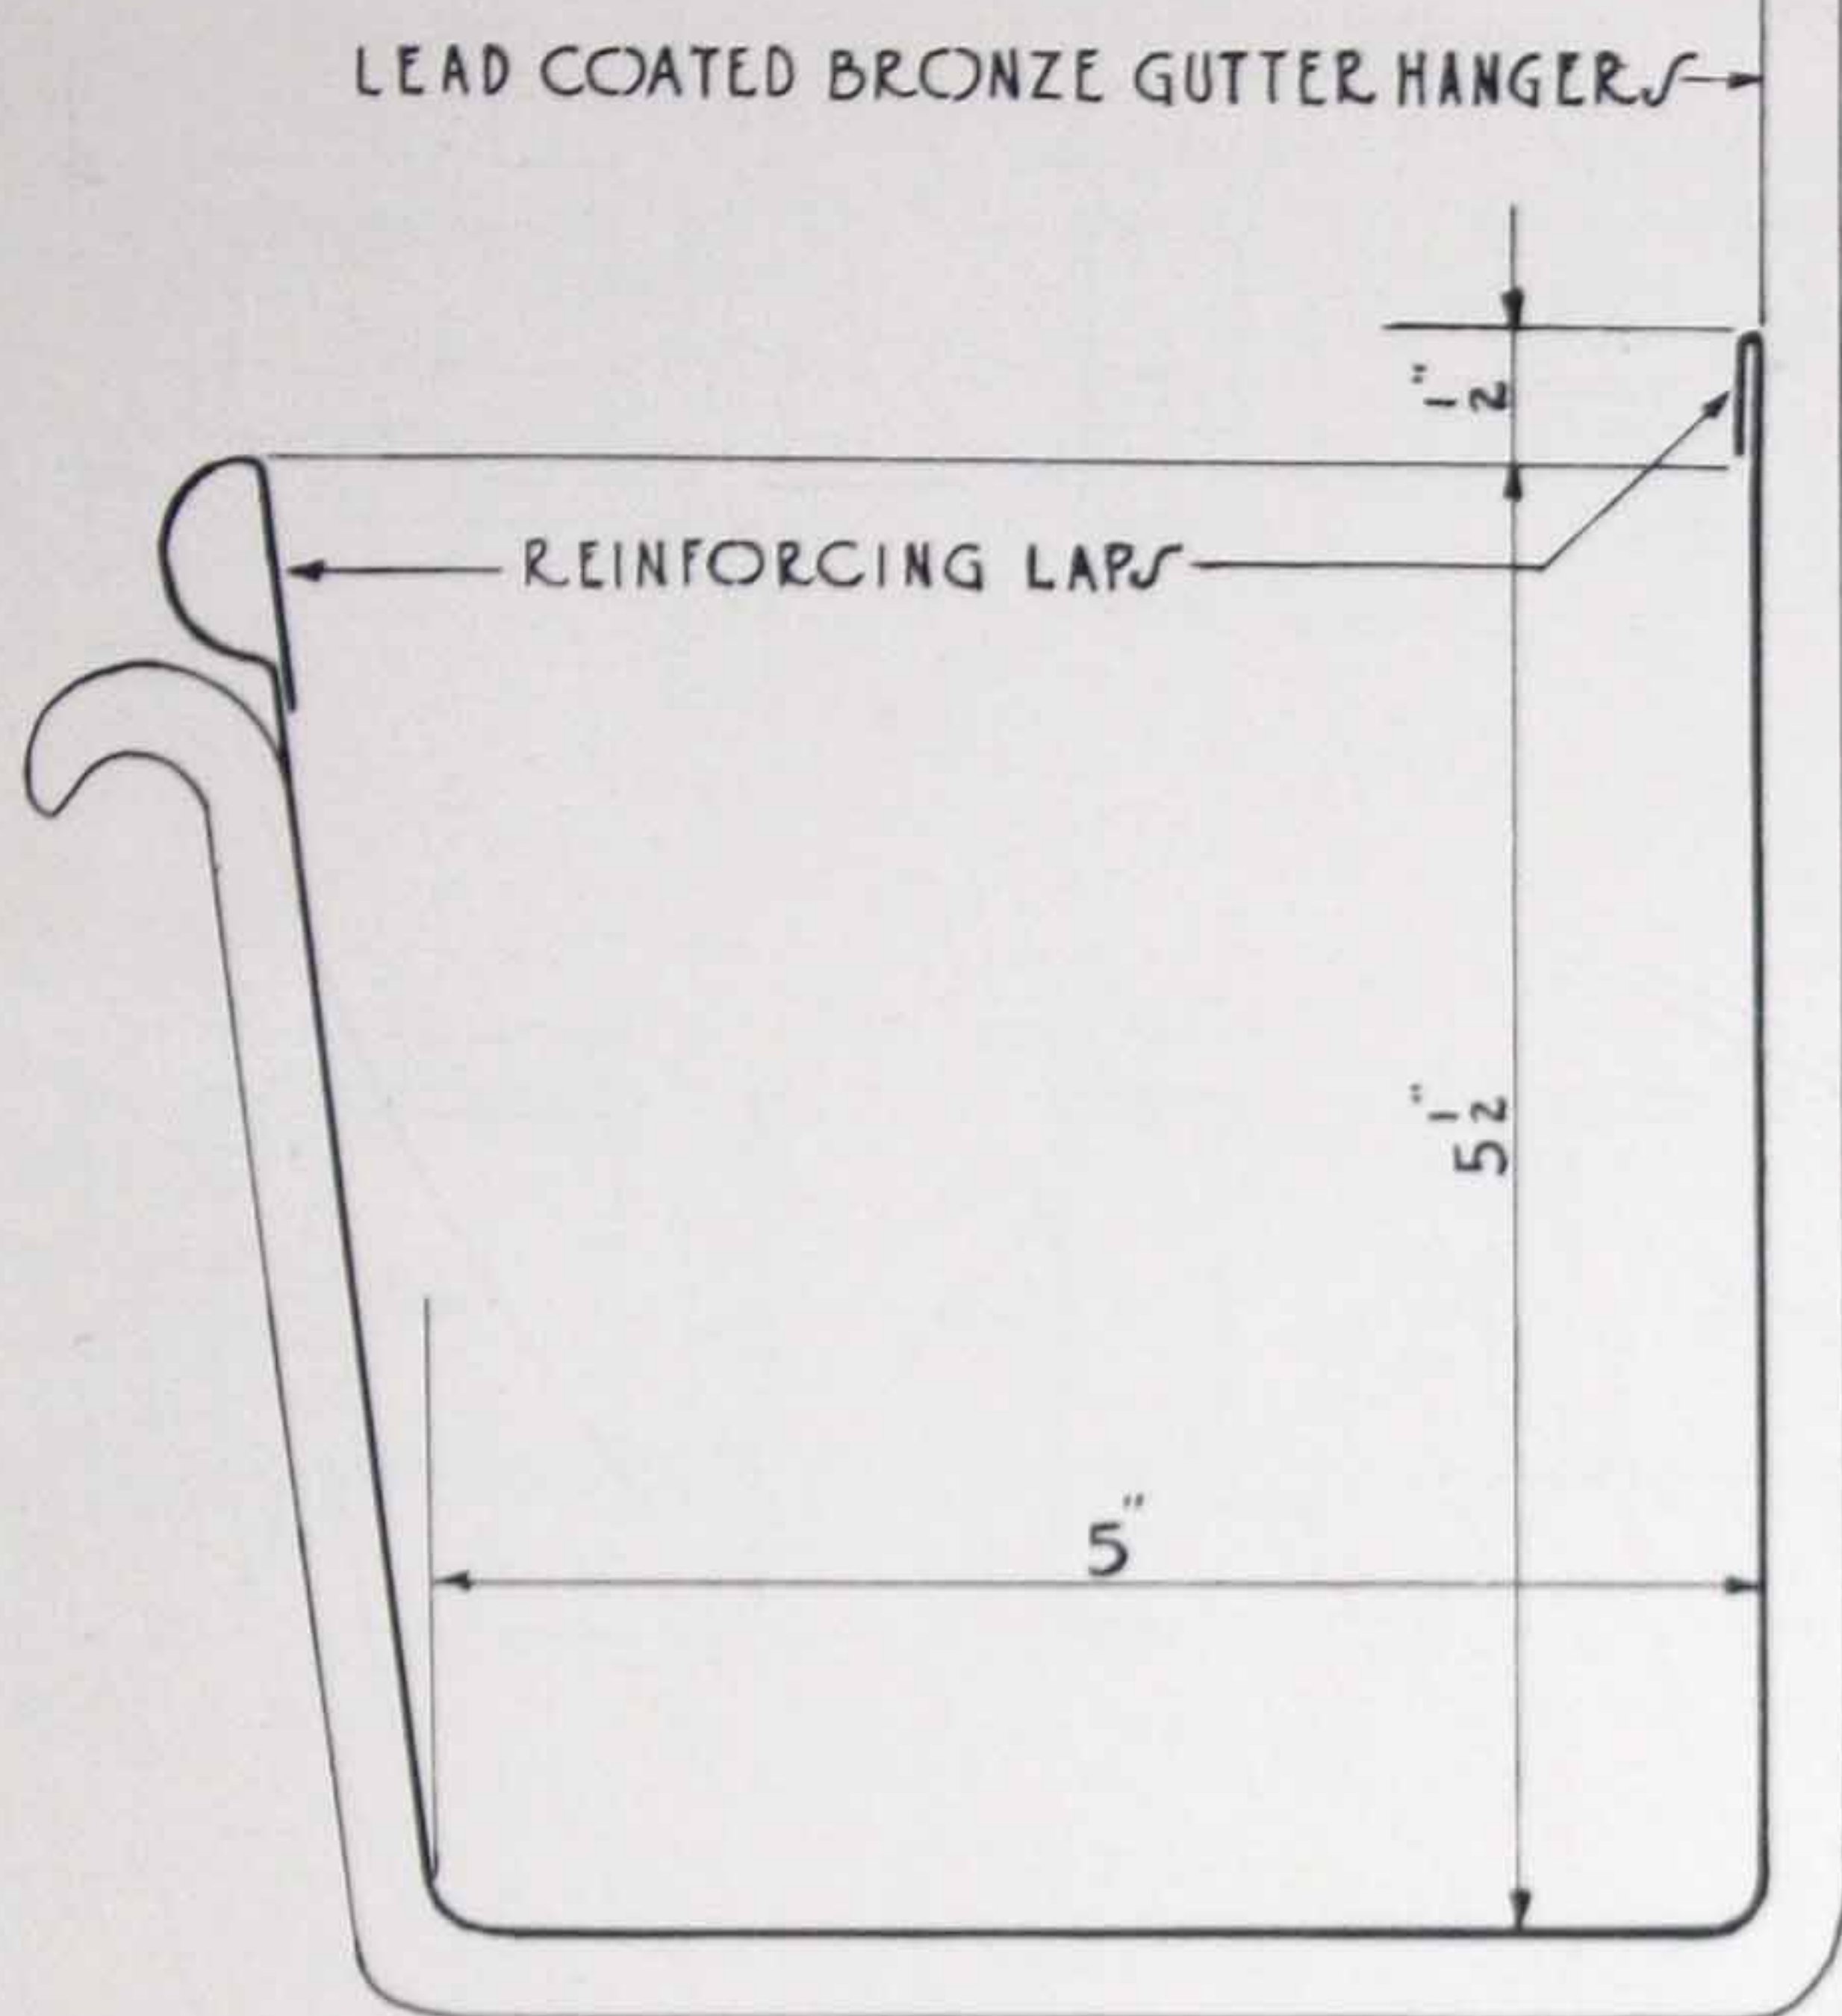 LEAD COATED BRONZE GUTTER HANGERS
1/2"
REINFORCING LAPS
5 1/2"
5"